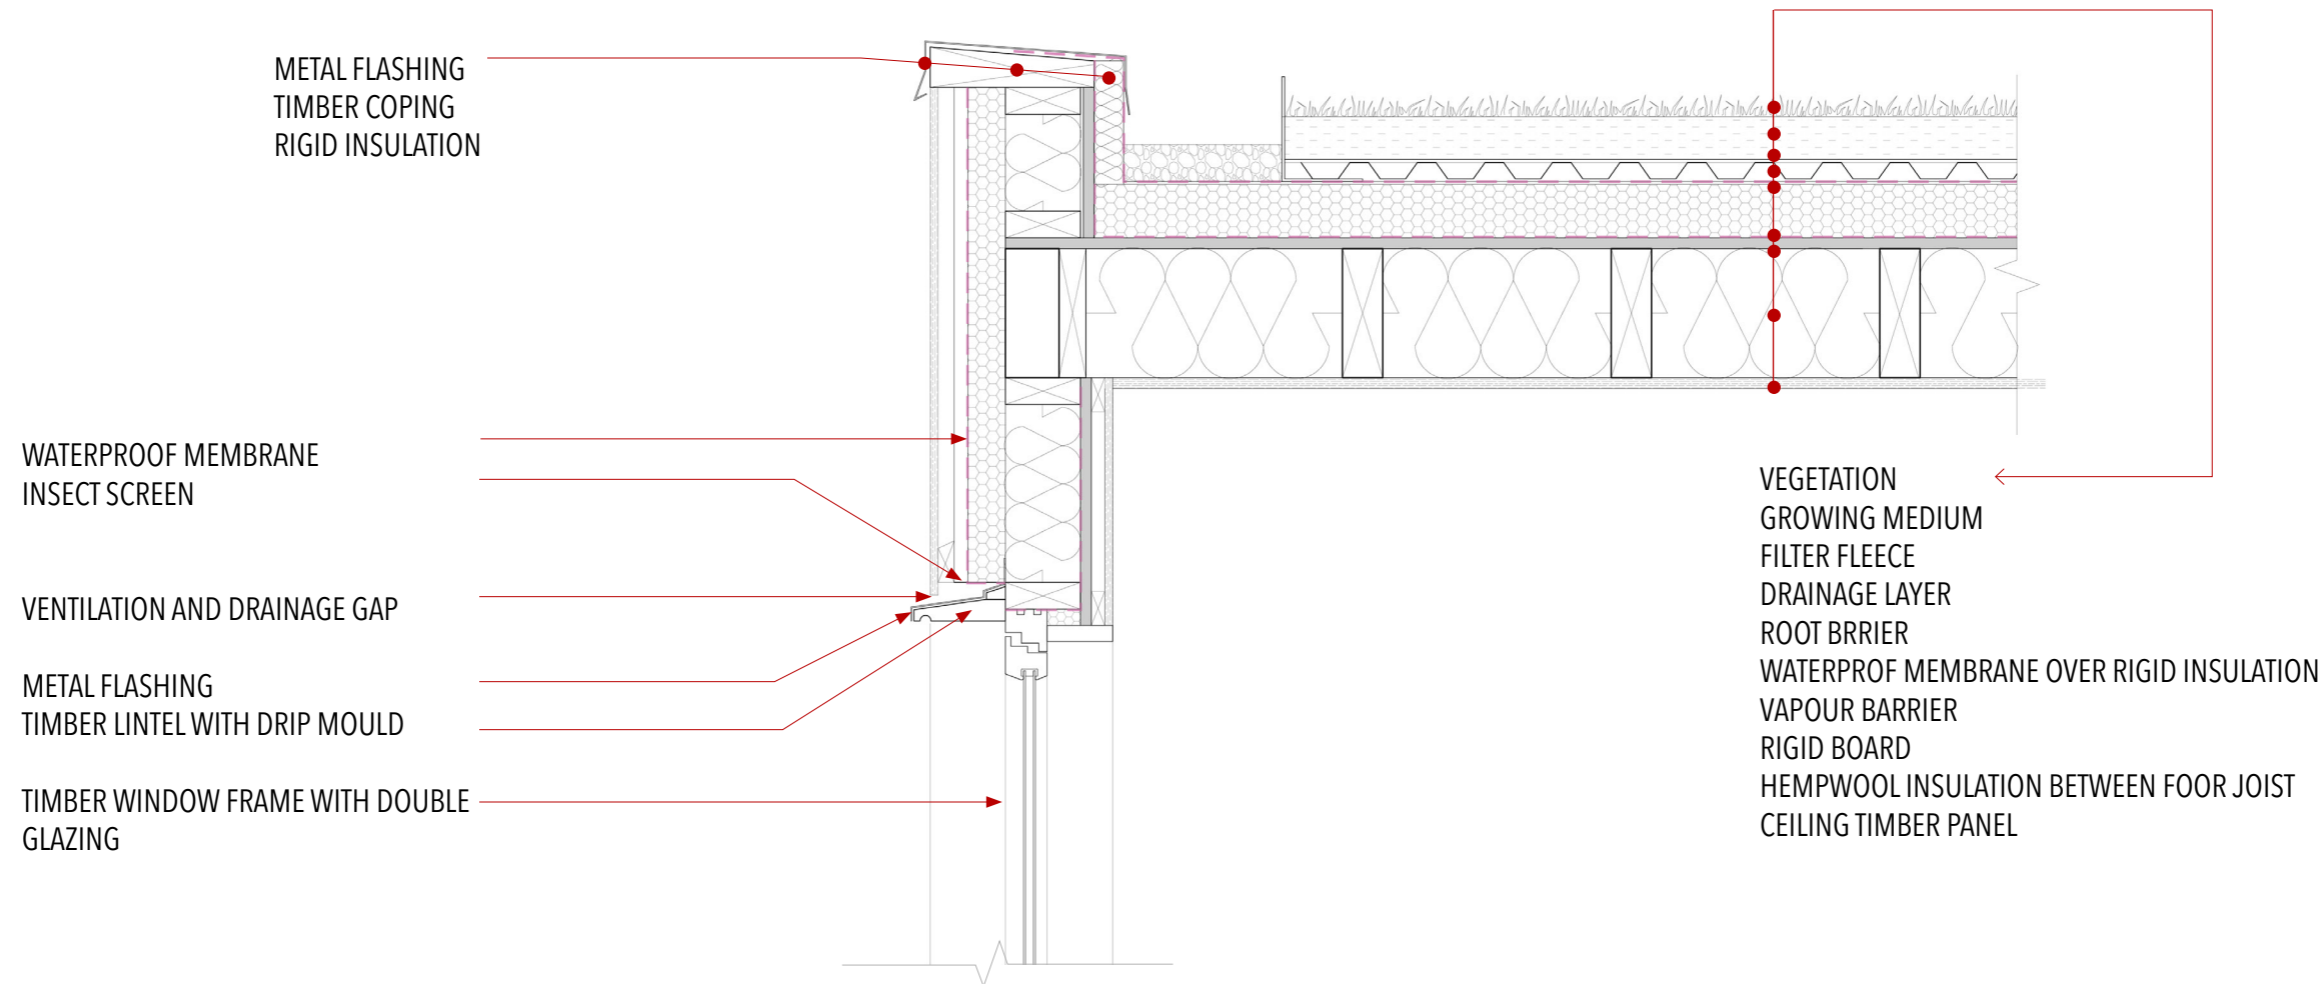 METAL FLASHING
TIMBER COPING
RIGID INSULATION
WATERPROOF MEMBRANE
INSECT SCREEN
VENTILATION AND DRAINAGE GAP
METAL FLASHING
TIMBER LINTEL WITH DRIP MOULD
TIMBER WINDOW FRAME WITH DOUBLE
GLAZING
VEGETATION
GROWING MEDIUM
FILTER FLEECE
DRAINAGE LAYER
ROOT BRRIER
WATERPROF MEMBRANE OVER RIGID INSULATION
VAPOUR BARRIER
RIGID BOARD
HEMPWOOL INSULATION BETWEEN FOOR JOIST
CEILING TIMBER PANEL